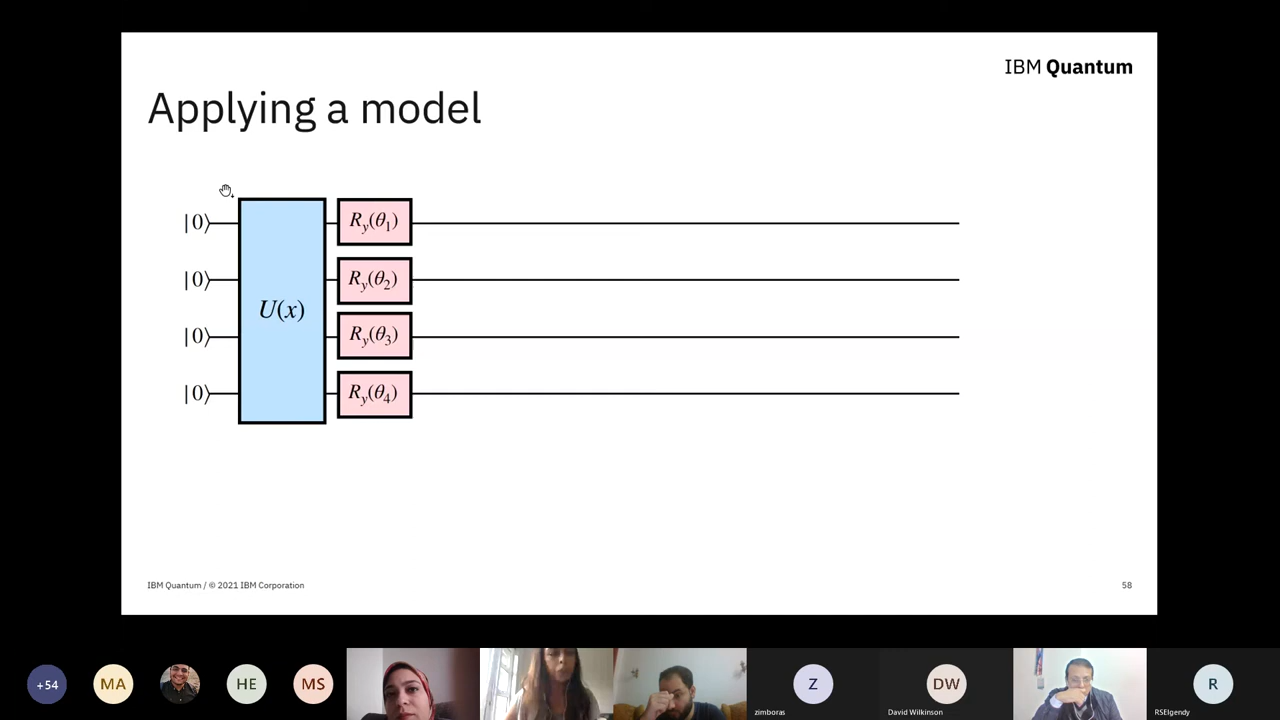 IBM Quantum
Applying a model
|0⟩
U(x)
R_y(θ_1)
|0⟩
R_y(θ_2)
|0⟩
R_y(θ_3)
|0⟩
R_y(θ_4)
IBM Quantum / © 2021 IBM Corporation
58
+54
MA
HE
MS
Z
zimboras
DW
David Wilkinson
R
RSElgendy